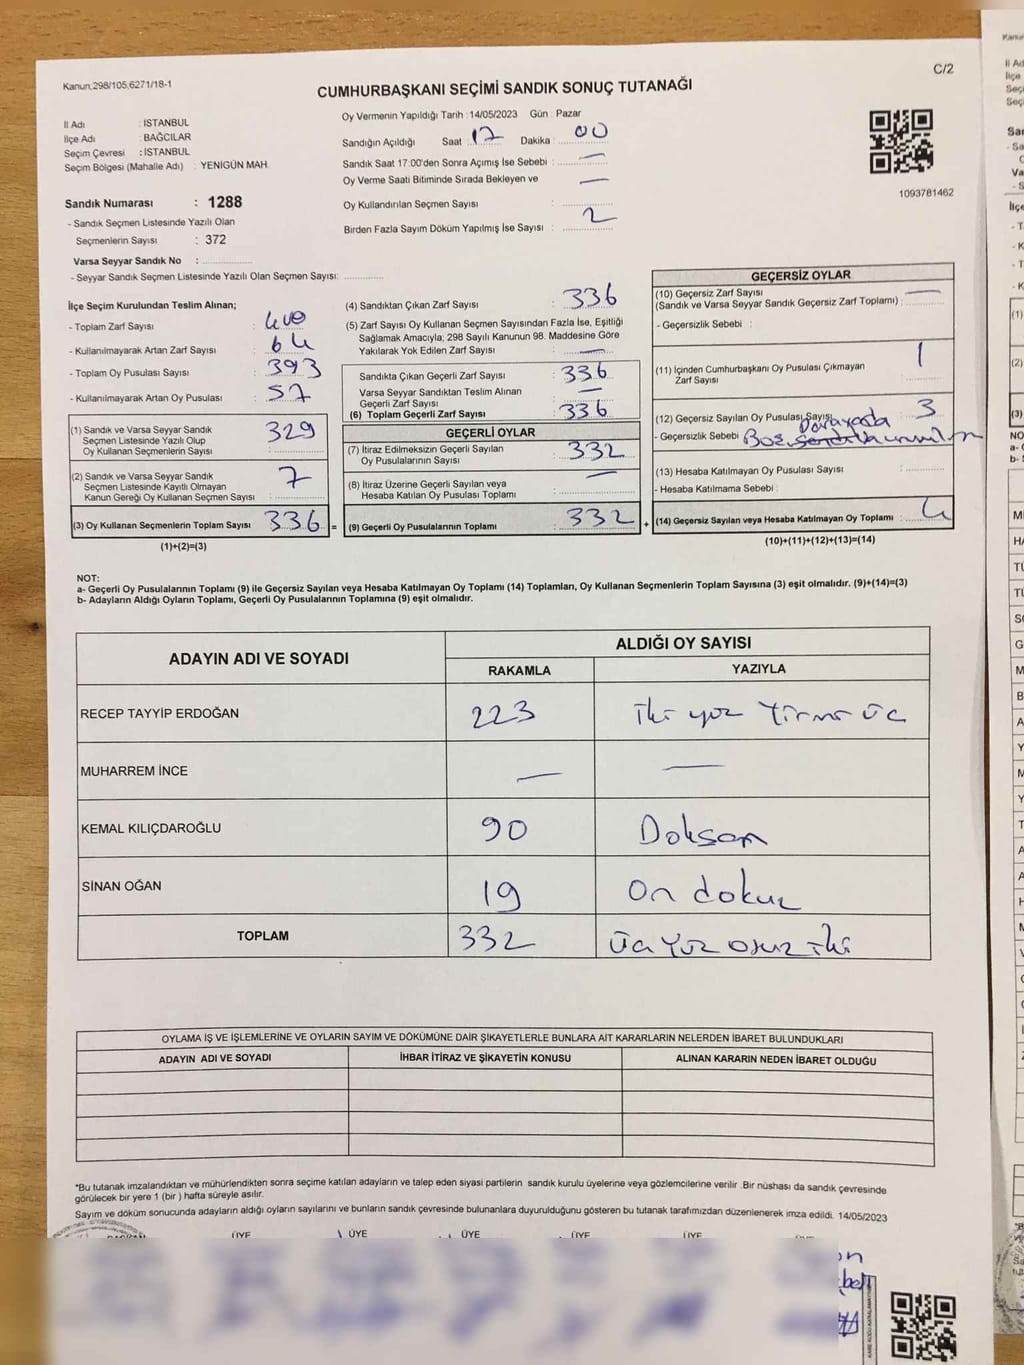 Kanun;298/105,6271/18-1
C/2
CUMHURBAŞKANI SEÇİMİ SANDIK SONUÇ TUTANAĞI
İl Adı : İSTANBUL
İlçe Adı : BAĞCILAR
Seçim Çevresi : İSTANBUL
Seçim Bölgesi (Mahalle Adı) : YENİGÜN MAH.
Sandık Numarası : 1288
- Sandık Seçmen Listesinde Yazılı Olan
Seçmenlerin Sayısı : 372
Varsa Seyyar Sandık No :
- Seyyar Sandık Seçmen Listesinde Yazılı Olan Seçmen Sayısı:
Oy Vermenin Yapıldığı Tarih : 14/05/2023 Gün : Pazar
Sandığın Açıldığı Saat 17 Dakika : 00
Sandık Saat 17:00'den Sonra Açımış İse Sebebi : —
Oy Verme Saati Bitiminde Sırada Bekleyen ve —
Oy Kullandırılan Seçmen Sayısı :
Birden Fazla Sayım Döküm Yapılmış İse Sayısı : 2
1093781462
İlçe Seçim Kurulundan Teslim Alınan;
- Toplam Zarf Sayısı : 400
- Kullanılmayarak Artan Zarf Sayısı : 64
- Toplam Oy Pusulası Sayısı : 393
- Kullanılmayarak Artan Oy Pusulası : 57
(1) Sandık ve Varsa Seyyar Sandık 329
Seçmen Listesinde Yazılı Olup
Oy Kullanan Seçmenlerin Sayısı :
(2) Sandık ve Varsa Seyyar Sandık 7
Seçmen Listesinde Kayıtlı Olmayan
Kanun Gereği Oy Kullanan Seçmen Sayısı :
(3) Oy Kullanan Seçmenlerin Toplam Sayısı : 336 =
(1)+(2)=(3)
(4) Sandıktan Çıkan Zarf Sayısı : 336
(5) Zarf Sayısı Oy Kullanan Seçmen Sayısından Fazla İse, Eşitliği
Sağlamak Amacıyla; 298 Sayılı Kanunun 98. Maddesine Göre
Yakılarak Yok Edilen Zarf Sayısı : —
Sandıkta Çıkan Geçerli Zarf Sayısı : 336
Varsa Seyyar Sandıktan Teslim Alınan —
Geçerli Zarf Sayısı :
(6) Toplam Geçerli Zarf Sayısı : 336
GEÇERLİ OYLAR
(7) İtiraz Edilmeksizin Geçerli Sayılan : 332
Oy Pusulalarının Sayısı
(8) İtiraz Üzerine Geçerli Sayılan veya —
Hesaba Katılan Oy Pusulası Toplamı :
(9) Geçerli Oy Pusulalarının Toplamı : 332 +
GEÇERSİZ OYLAR
(10) Geçersiz Zarf Sayısı —
(Sandık ve Varsa Seyyar Sandık Geçersiz Zarf Toplamı) :
- Geçersizlik Sebebi :
(11) İçinden Cumhurbaşkanı Oy Pusulası Çıkmayan 1
Zarf Sayısı :
(12) Geçersiz Sayılan Oy Pusulası Sayısı 3
- Geçersizlik Sebebi
(13) Hesaba Katılmayan Oy Pusulası Sayısı :
- Hesaba Katılmama Sebebi :
(14) Geçersiz Sayılan veya Hesaba Katılmayan Oy Toplamı : 4
(10)+(11)+(12)+(13)=(14)
NOT:
a- Geçerli Oy Pusulalarının Toplamı (9) ile Geçersiz Sayılan veya Hesaba Katılmayan Oy Toplamı (14) Toplamları, Oy Kullanan Seçmenlerin Toplam Sayısına (3) eşit olmalıdır. (9)+(14)=(3)
b- Adayların Aldığı Oyların Toplamı, Geçerli Oy Pusulalarının Toplamına (9) eşit olmalıdır.
ADAYIN ADI VE SOYADI
ALDIĞI OY SAYISI
RAKAMLA YAZIYLA
RECEP TAYYİP ERDOĞAN 223 iki yüz Yirmi üç
MUHARREM İNCE — —
KEMAL KILIÇDAROĞLU 90 Doksan
SİNAN OĞAN 19 On dokuz
TOPLAM 332 üç Yüz otuz iki
OYLAMA İŞ VE İŞLEMLERİNE VE OYLARIN SAYIM VE DÖKÜMÜNE DAİR ŞİKAYETLERLE BUNLARA AİT KARARLARIN NELERDEN İBARET BULUNDUKLARI
ADAYIN ADI VE SOYADI İHBAR İTİRAZ VE ŞİKAYETİN KONUSU ALINAN KARARIN NEDEN İBARET OLDUĞU
*Bu tutanak imzalandıktan ve mühürlendikten sonra seçime katılan adayların ve talep eden siyasi partilerin sandık kurulu üyelerine veya gözlemcilerine verilir .Bir nüshası da sandık çevresinde
görülecek bir yere 1 (bir ) hafta süreyle asılır.
Sayım ve döküm sonucunda adayların aldığı oyların sayılarını ve bunların sandık çevresinde bulunanlara duyurulduğunu gösteren bu tutanak tarafımızdan düzenlenerek imza edildi. 14/05/2023
ÜYE ÜYE ÜYE ÜYE ÜYE